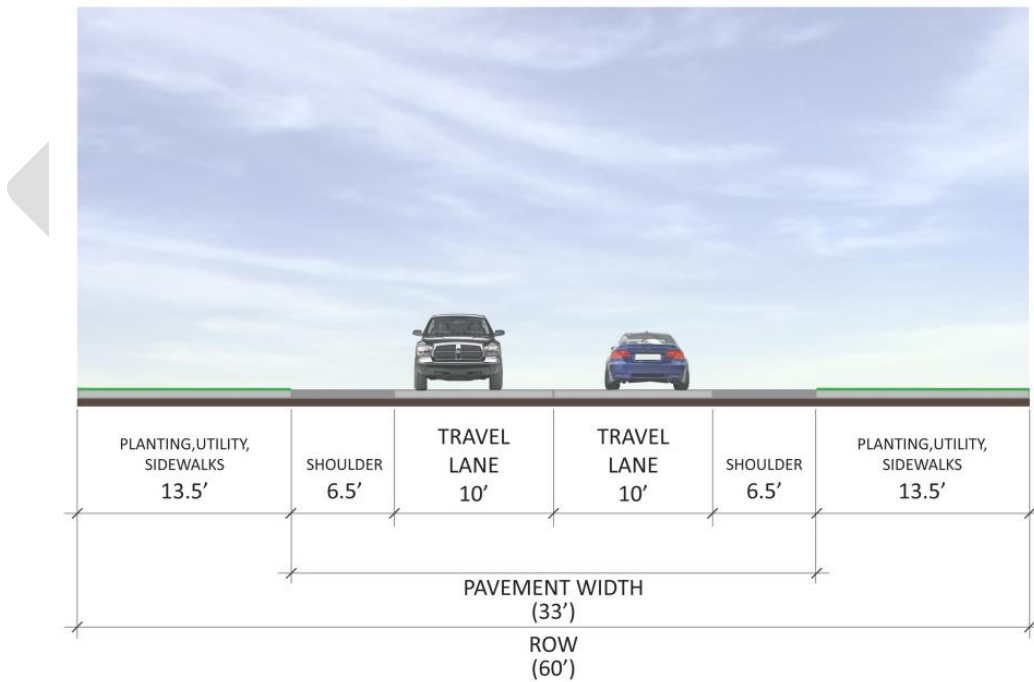 PLANTING,UTILITY,
SIDEWALKS
13.5’
SHOULDER
6.5’
TRAVEL
LANE
10’
TRAVEL
LANE
10’
SHOULDER
6.5’
PLANTING,UTILITY,
SIDEWALKS
13.5’
PAVEMENT WIDTH
(33’)
ROW
(60’)